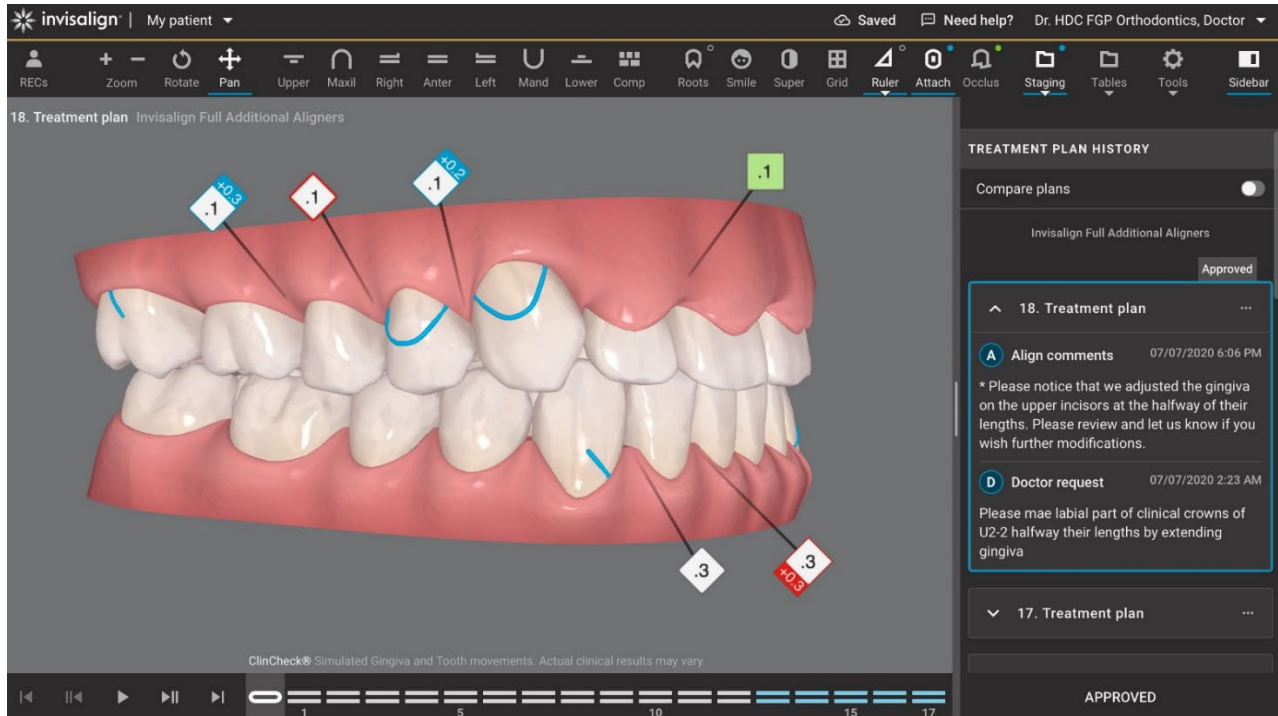 invisalign | My patient
Saved Need help? Dr. HDC FGP Orthodontics, Doctor
RECs Zoom Rotate Pan Upper Maxil Right Anter Left Mand Lower Comp Roots Smile Super Grid Ruler Attach Occlus Staging Tables Tools Sidebar
18. Treatment plan Invisalign Full Additional Aligners
.1 +0.3
.1
.1 +0.2
.1
.3
.3 +0.3
ClinCheck® Simulated Gingiva and Tooth movements. Actual clinical results may vary.
1 5 10 15 17
TREATMENT PLAN HISTORY
Compare plans
Invisalign Full Additional Aligners
Approved
18. Treatment plan
A Align comments 07/07/2020 6:06 PM
* Please notice that we adjusted the gingiva
on the upper incisors at the halfway of their
lengths. Please review and let us know if you
wish further modifications.
D Doctor request 07/07/2020 2:23 AM
Please mae labial part of clinical crowns of
U2-2 halfway their lengths by extending
gingiva
17. Treatment plan
APPROVED